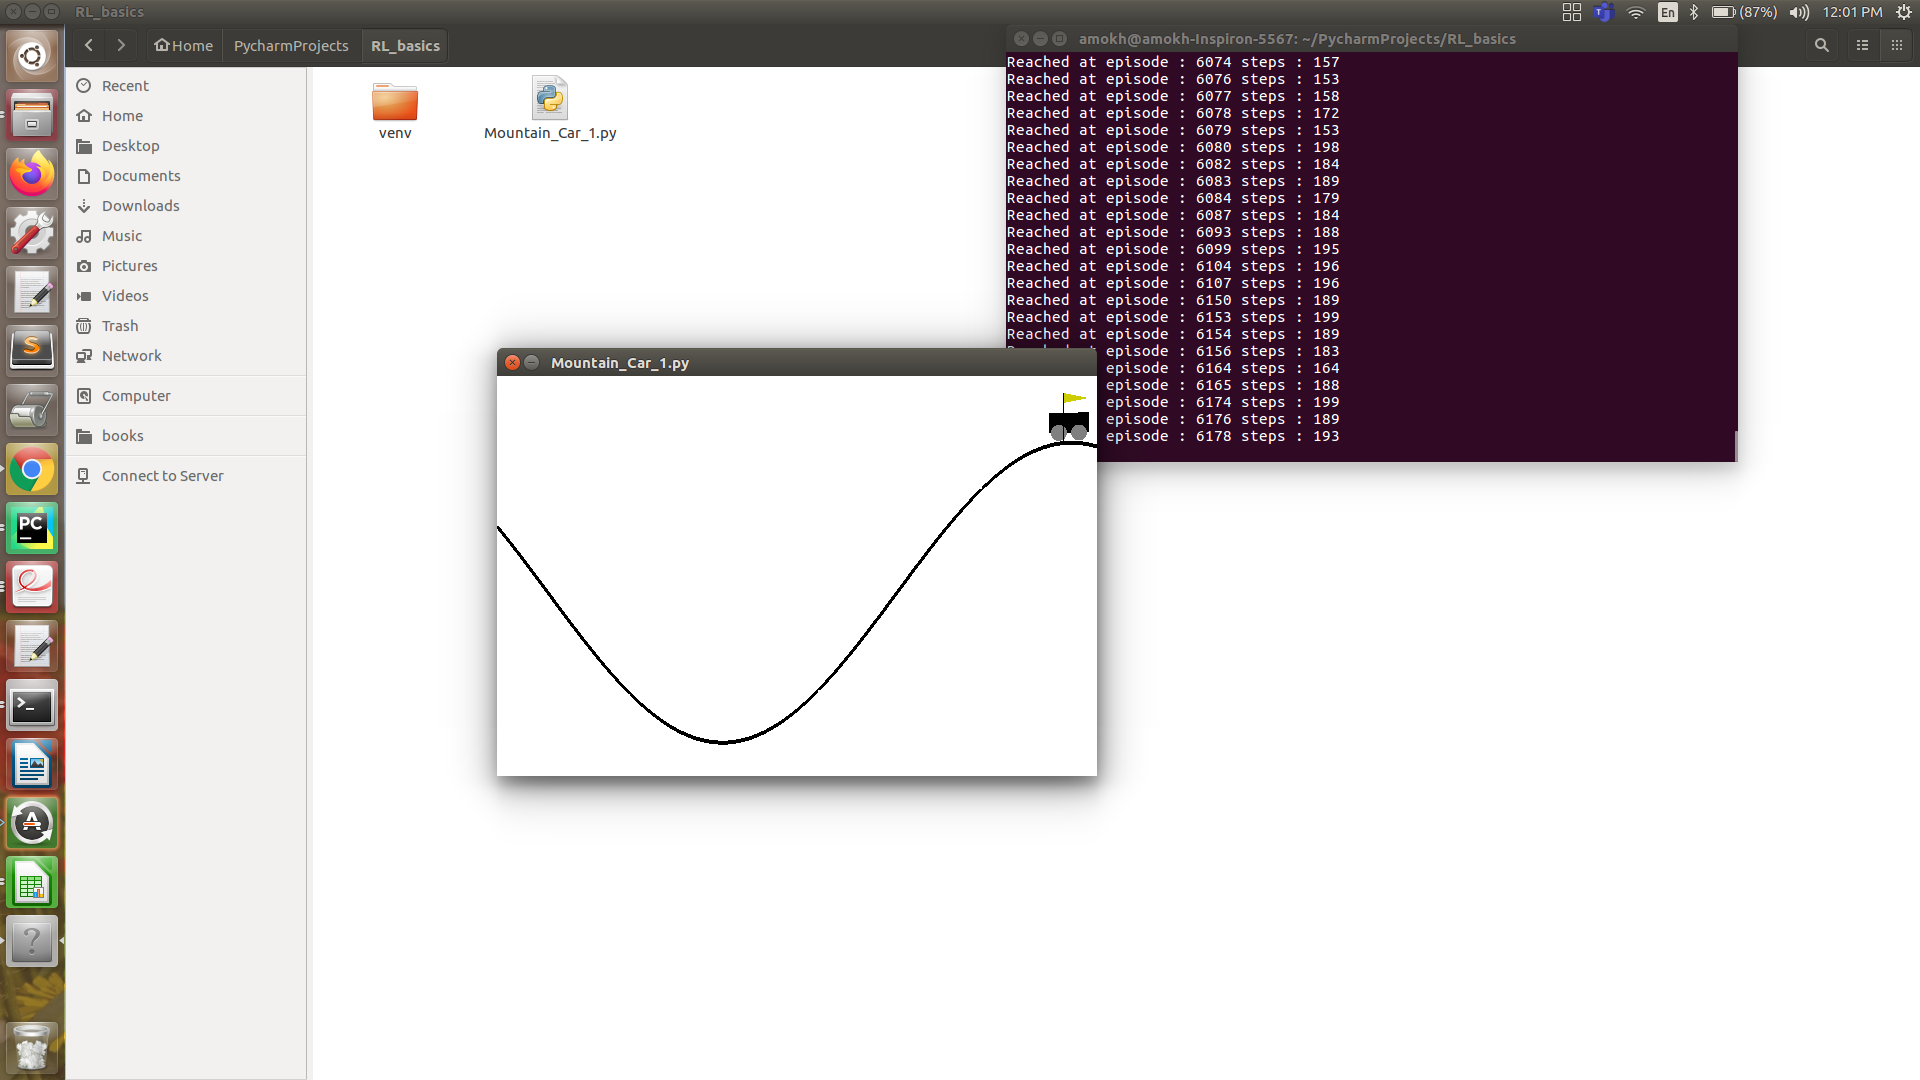 RL_basics
En
(87%)
12:01 PM
Home
PycharmProjects
RL_basics
Recent
Home
Desktop
Documents
Downloads
Music
Pictures
Videos
Trash
Network
Computer
books
Connect to Server
venv
Mountain_Car_1.py
amokh@amokh-Inspiron-5567: ~/PycharmProjects/RL_basics
Reached at episode : 6074 steps : 157
Reached at episode : 6076 steps : 153
Reached at episode : 6077 steps : 158
Reached at episode : 6078 steps : 172
Reached at episode : 6079 steps : 153
Reached at episode : 6080 steps : 198
Reached at episode : 6082 steps : 184
Reached at episode : 6083 steps : 189
Reached at episode : 6084 steps : 179
Reached at episode : 6087 steps : 184
Reached at episode : 6093 steps : 188
Reached at episode : 6099 steps : 195
Reached at episode : 6104 steps : 196
Reached at episode : 6107 steps : 196
Reached at episode : 6150 steps : 189
Reached at episode : 6153 steps : 199
Reached at episode : 6154 steps : 189
episode : 6156 steps : 183
episode : 6164 steps : 164
episode : 6165 steps : 188
episode : 6174 steps : 199
episode : 6176 steps : 189
episode : 6178 steps : 193
Mountain_Car_1.py
S
PC
>_
A
?